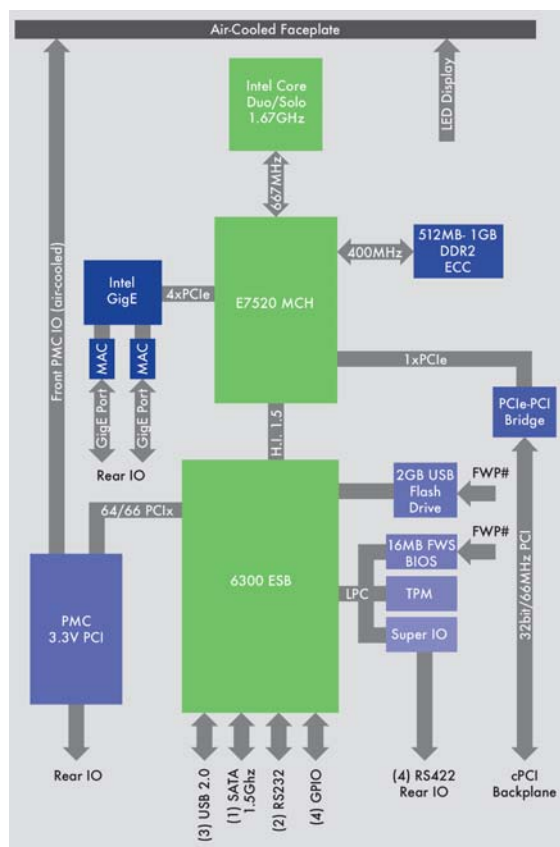 Air-Cooled Faceplate
Intel Core
Duo/Solo
1.67GHz
LED Display
667MHz
Front PMC IO (air-cooled)
Intel
GigE
4xPCIe
E7520 MCH
400MHz
512MB- 1GB
DDR2
ECC
MAC
MAC
GigE Port
GigE Port
Rear IO
1xPCIe
PCIe-PCI
Bridge
H.I. 1.5
64/66 PCIx
6300 ESB
2GB USB
Flash
Drive
FWP#
16MB FWS
BIOS
FWP#
LPC
TPM
Super IO
32bit/66MHz PCI
PMC
3.3V PCI
Rear IO
(3) USB 2.0
(1) SATA
1.5Ghz
(2) RS232
(4) GPIO
(4) RS422
Rear IO
cPCI
Backplane